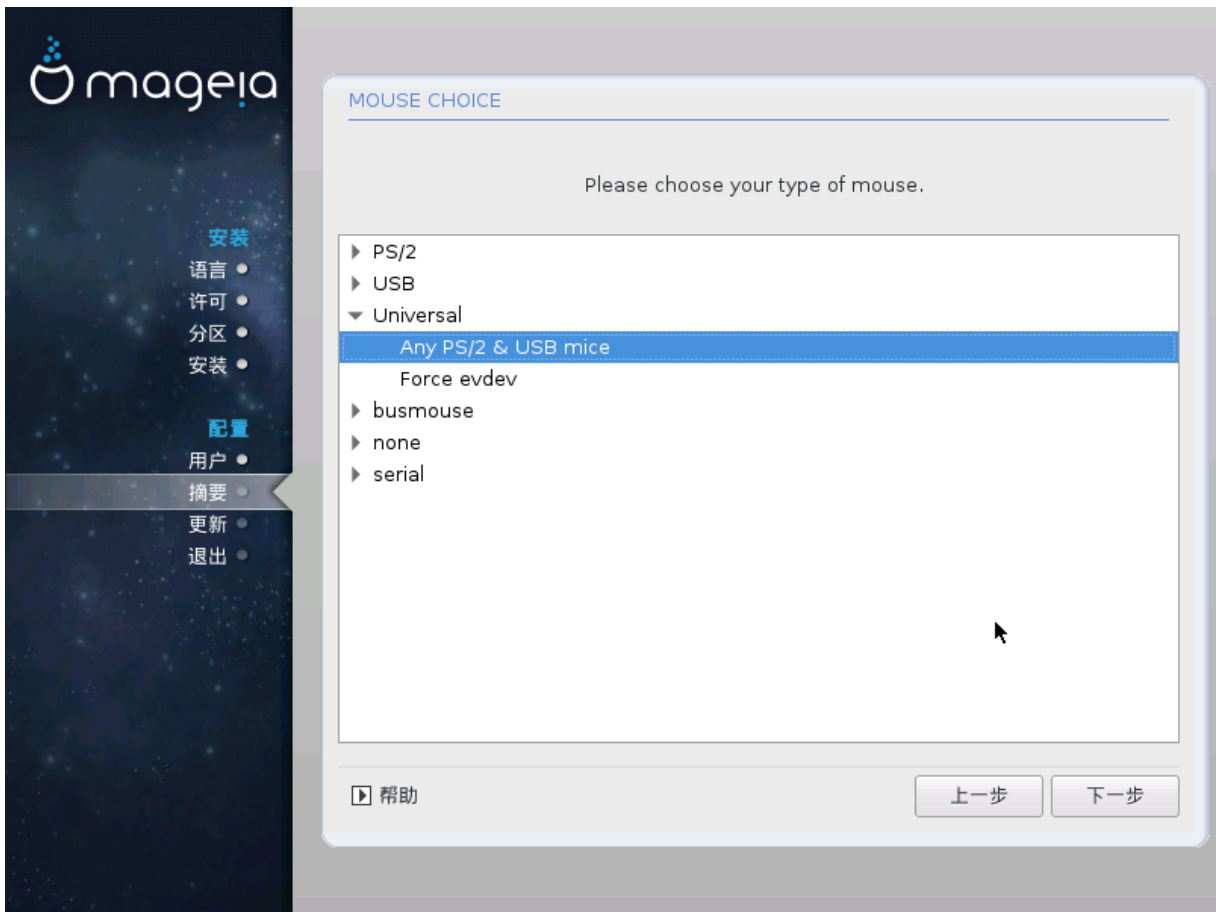 mageia
安装
语言
许可
分区
安装
配置
用户
摘要
更新
退出
MOUSE CHOICE
Please choose your type of mouse.
PS/2
USB
Universal
Any PS/2 & USB mice
Force evdev
busmouse
none
serial
帮助
上一步
下一步